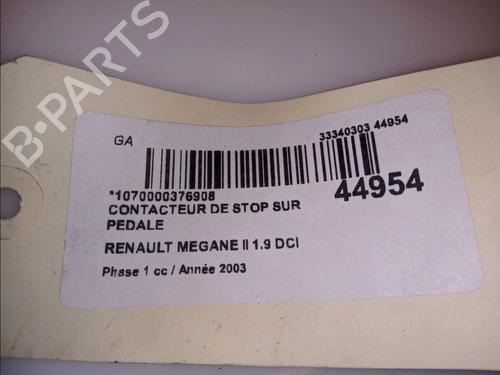 B-PARTS
GA
33340303 44954
*1070000376908
44954
CONTACTEUR DE STOP SUR
PEDALE
RENAULT MEGANE II 1.9 DCI
Phase 1 cc / Année 2003